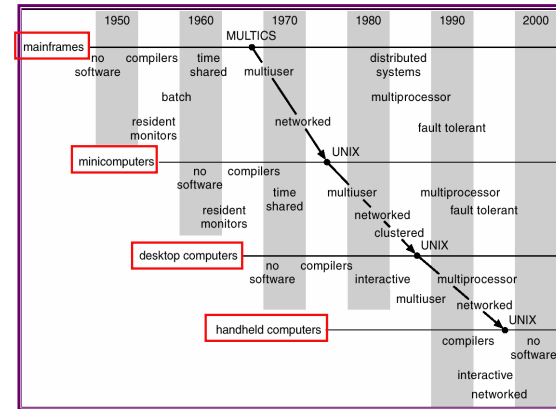 1950 1960 1970 1980 1990 2000
MULTICS
mainframes
no software
compilers
time shared
multiuser
distributed systems
batch
multiprocessor
resident monitors
networked
fault tolerant
UNIX
minicomputers
no software
compilers
time shared
multiuser
multiprocessor
resident monitors
networked
fault tolerant
clustered
UNIX
desktop computers
no software
compilers
interactive
multiprocessor
multiuser
networked
UNIX
handheld computers
compilers
no software
interactive
networked